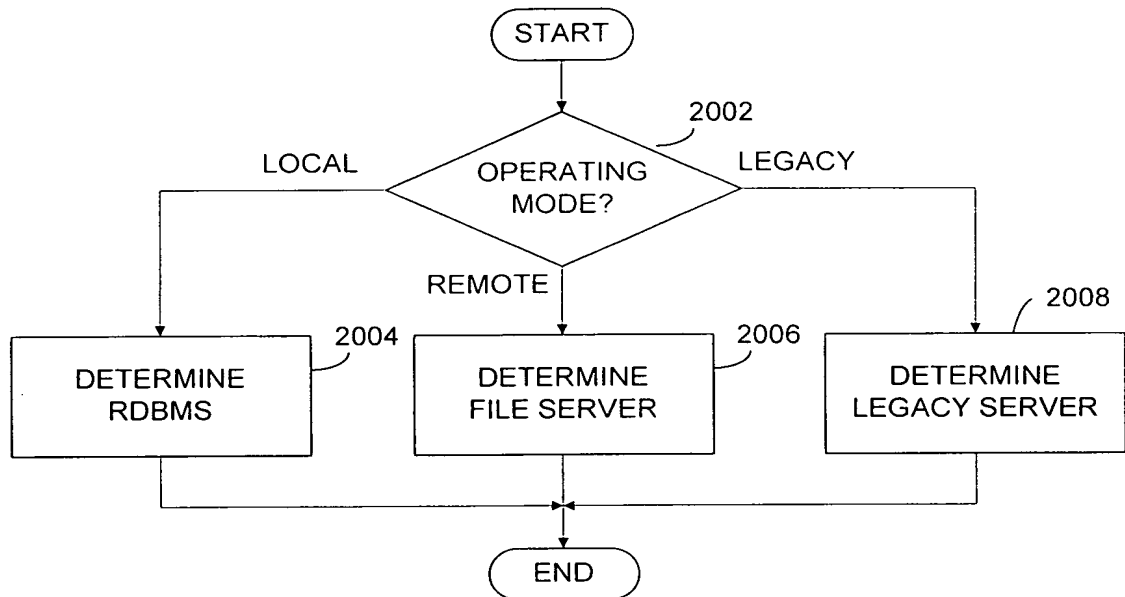 START
2002
LOCAL
OPERATING
MODE?
LEGACY
REMOTE
2004
2006
2008
DETERMINE
RDBMS
DETERMINE
FILE SERVER
DETERMINE
LEGACY SERVER
END